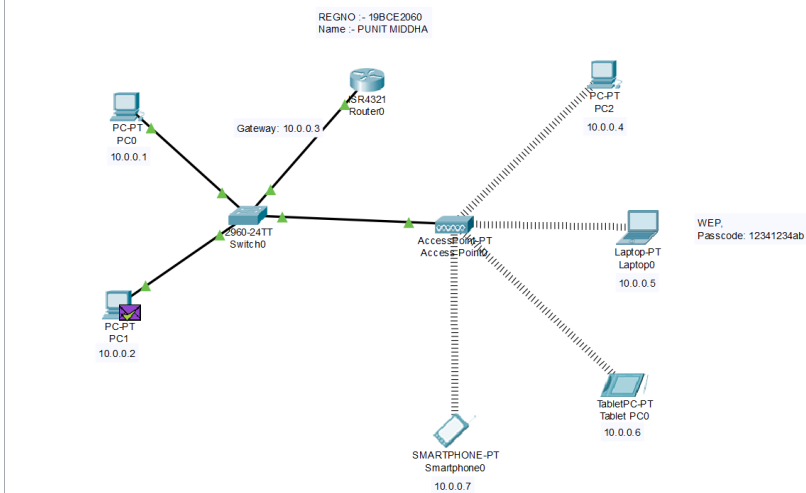 REGNO :- 19BCE2060
Name :- PUNIT MIDDHA
ISR4321
Router0
Gateway: 10.0.0.3
PC-PT
PC0
10.0.0.1
PC-PT
PC2
10.0.0.4
2960-24TT
Switch0
AccessPoint-PT
Access Point0
Laptop-PT
Laptop0
10.0.0.5
WEP,
Passcode: 12341234ab
PC-PT
PC1
10.0.0.2
TabletPC-PT
Tablet PC0
10.0.0.6
SMARTPHONE-PT
Smartphone0
10.0.0.7